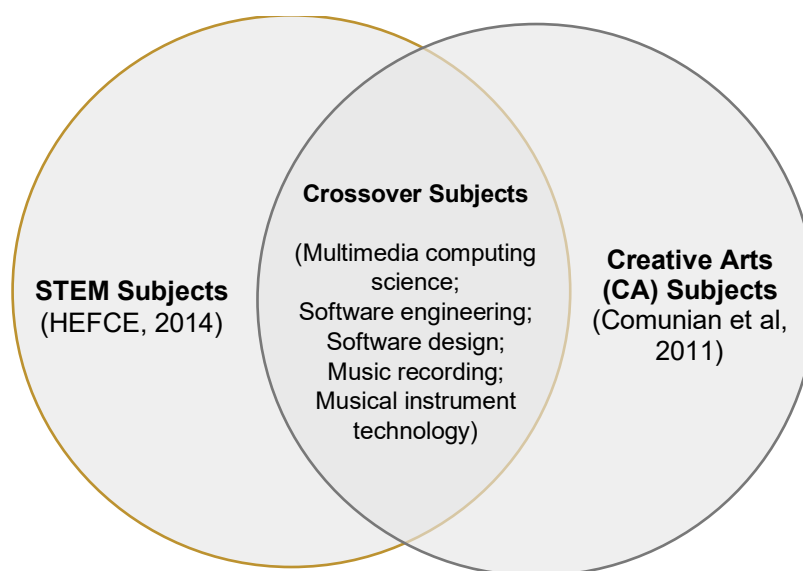 STEM Subjects
(HEFCE, 2014)
Crossover Subjects
(Multimedia computing
science;
Software engineering;
Software design;
Music recording;
Musical instrument
technology)
Creative Arts
(CA) Subjects
(Comunian et al,
2011)